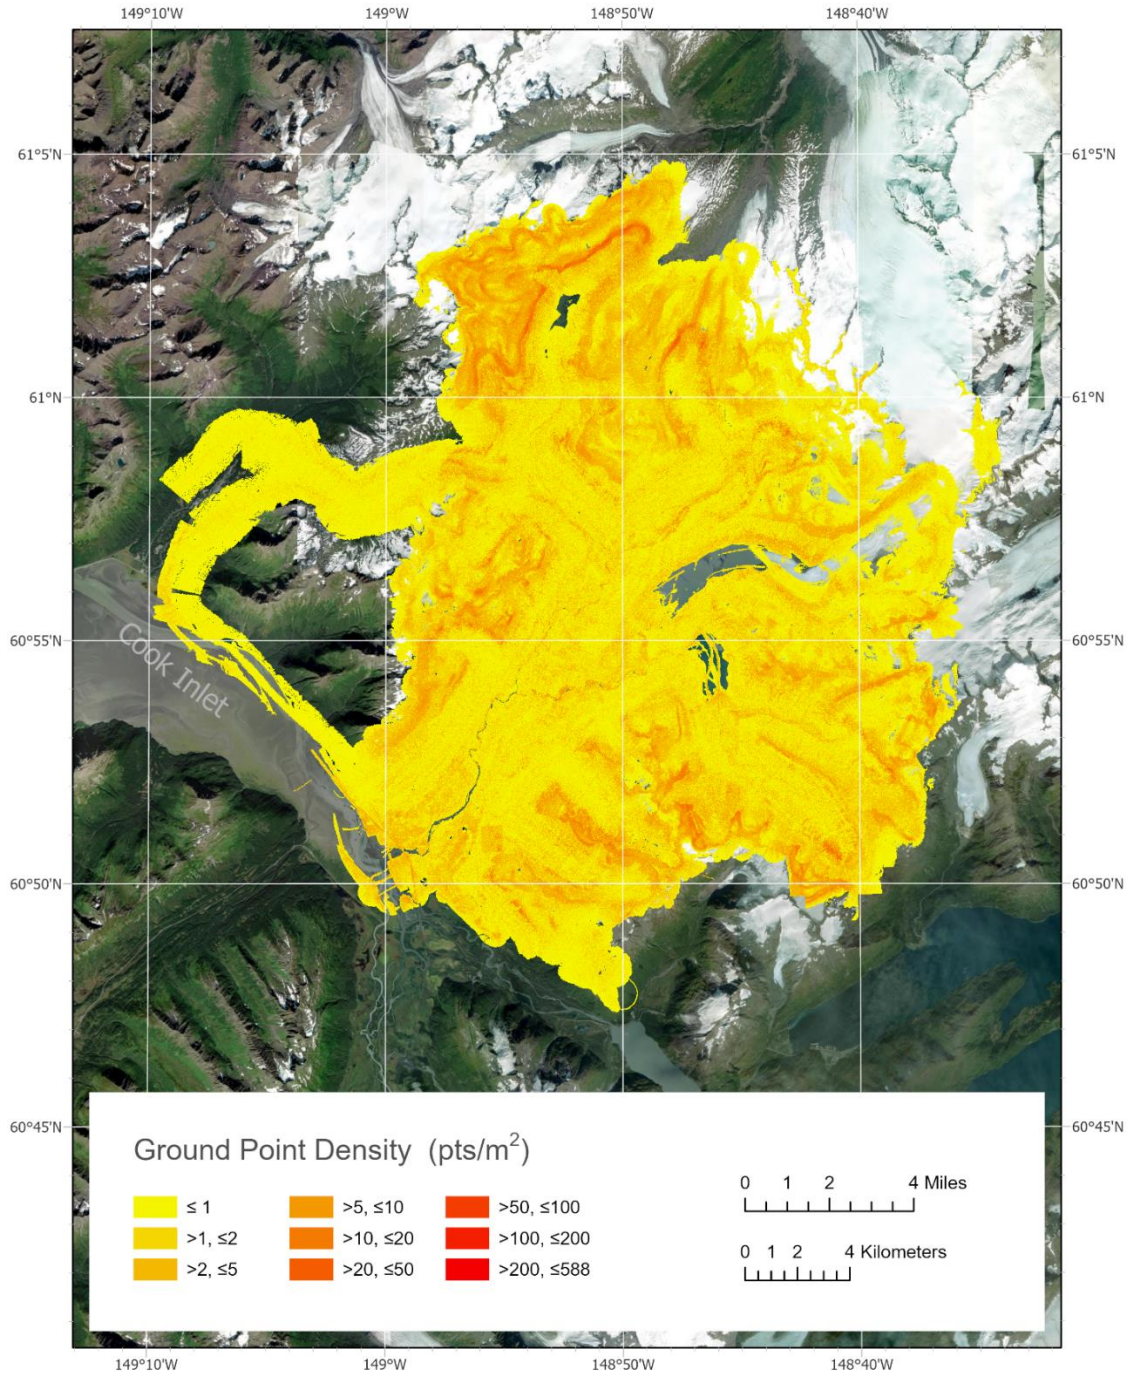 149°10'W 149°W 148°50'W 148°40'W
61°5'N 61°5'N
61°N 61°N
60°55'N 60°55'N
Cook Inlet
60°50'N 60°50'N
60°45'N 60°45'N
Ground Point Density (pts/m²)
≤ 1 >5, ≤10 >50, ≤100
>1, ≤2 >10, ≤20 >100, ≤200
>2, ≤5 >20, ≤50 >200, ≤588
0 1 2 4 Miles
0 1 2 4 Kilometers
149°10'W 149°W 148°50'W 148°40'W